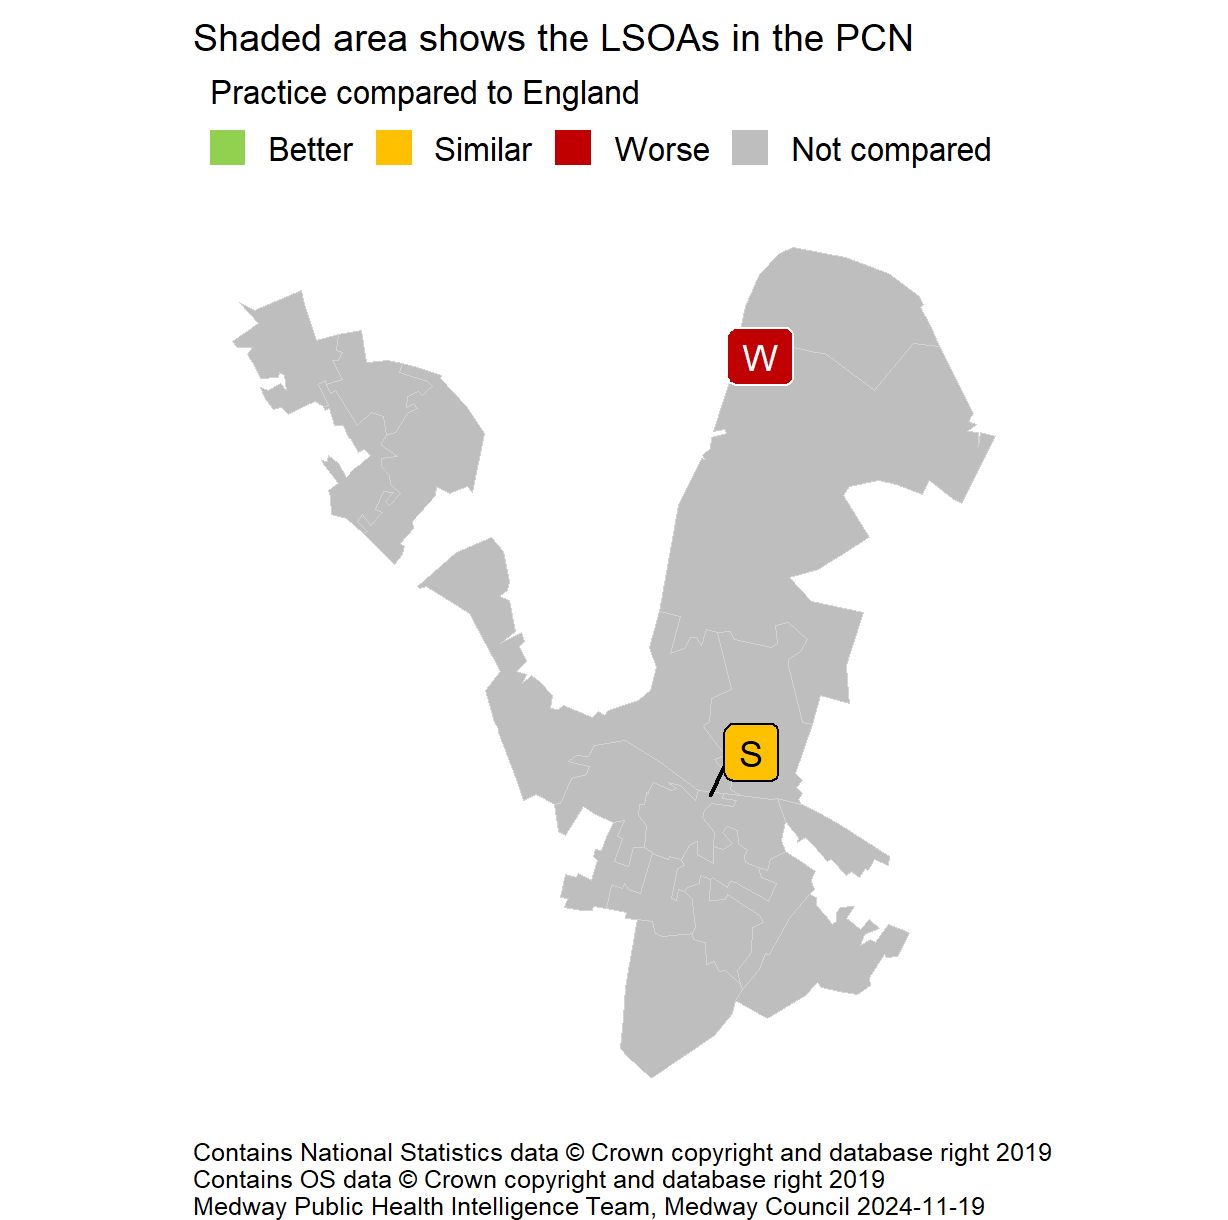 Shaded area shows the LSOAs in the PCN
Practice compared to England
Better Similar Worse Not compared
W
S
Contains National Statistics data © Crown copyright and database right 2019
Contains OS data © Crown copyright and database right 2019
Medway Public Health Intelligence Team, Medway Council 2024-11-19